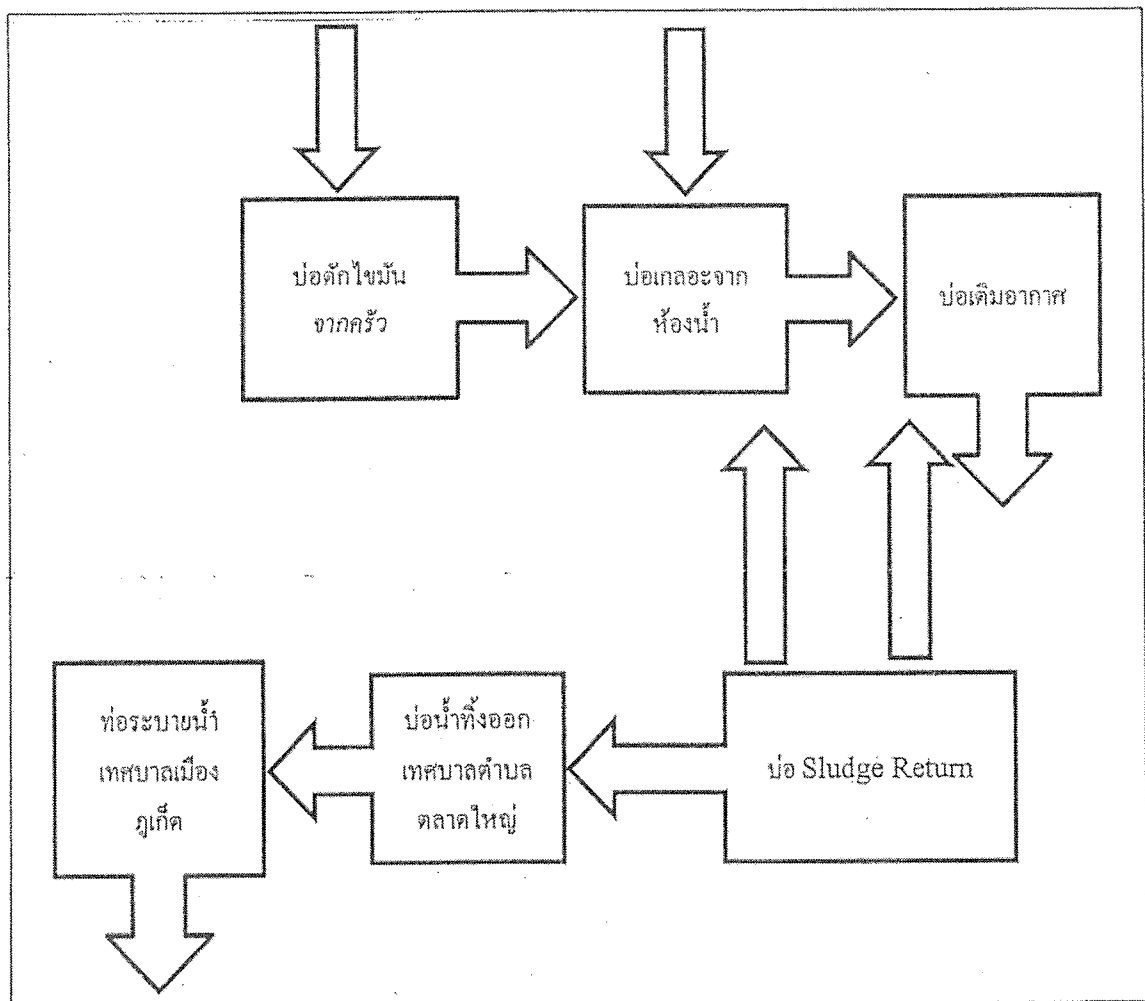 บ่อดักไขมัน
จากครัว
บ่อเกลอะจาก
ห้องน้ำ
บ่อเติมอากาศ
ท่อระบายน้ำ
เทศบาลเมือง
ภูเก็ต
บ่อน้ำทิ้งออก
เทศบาลตำบล
ตลาดใหญ่
บ่อ Sludge Return